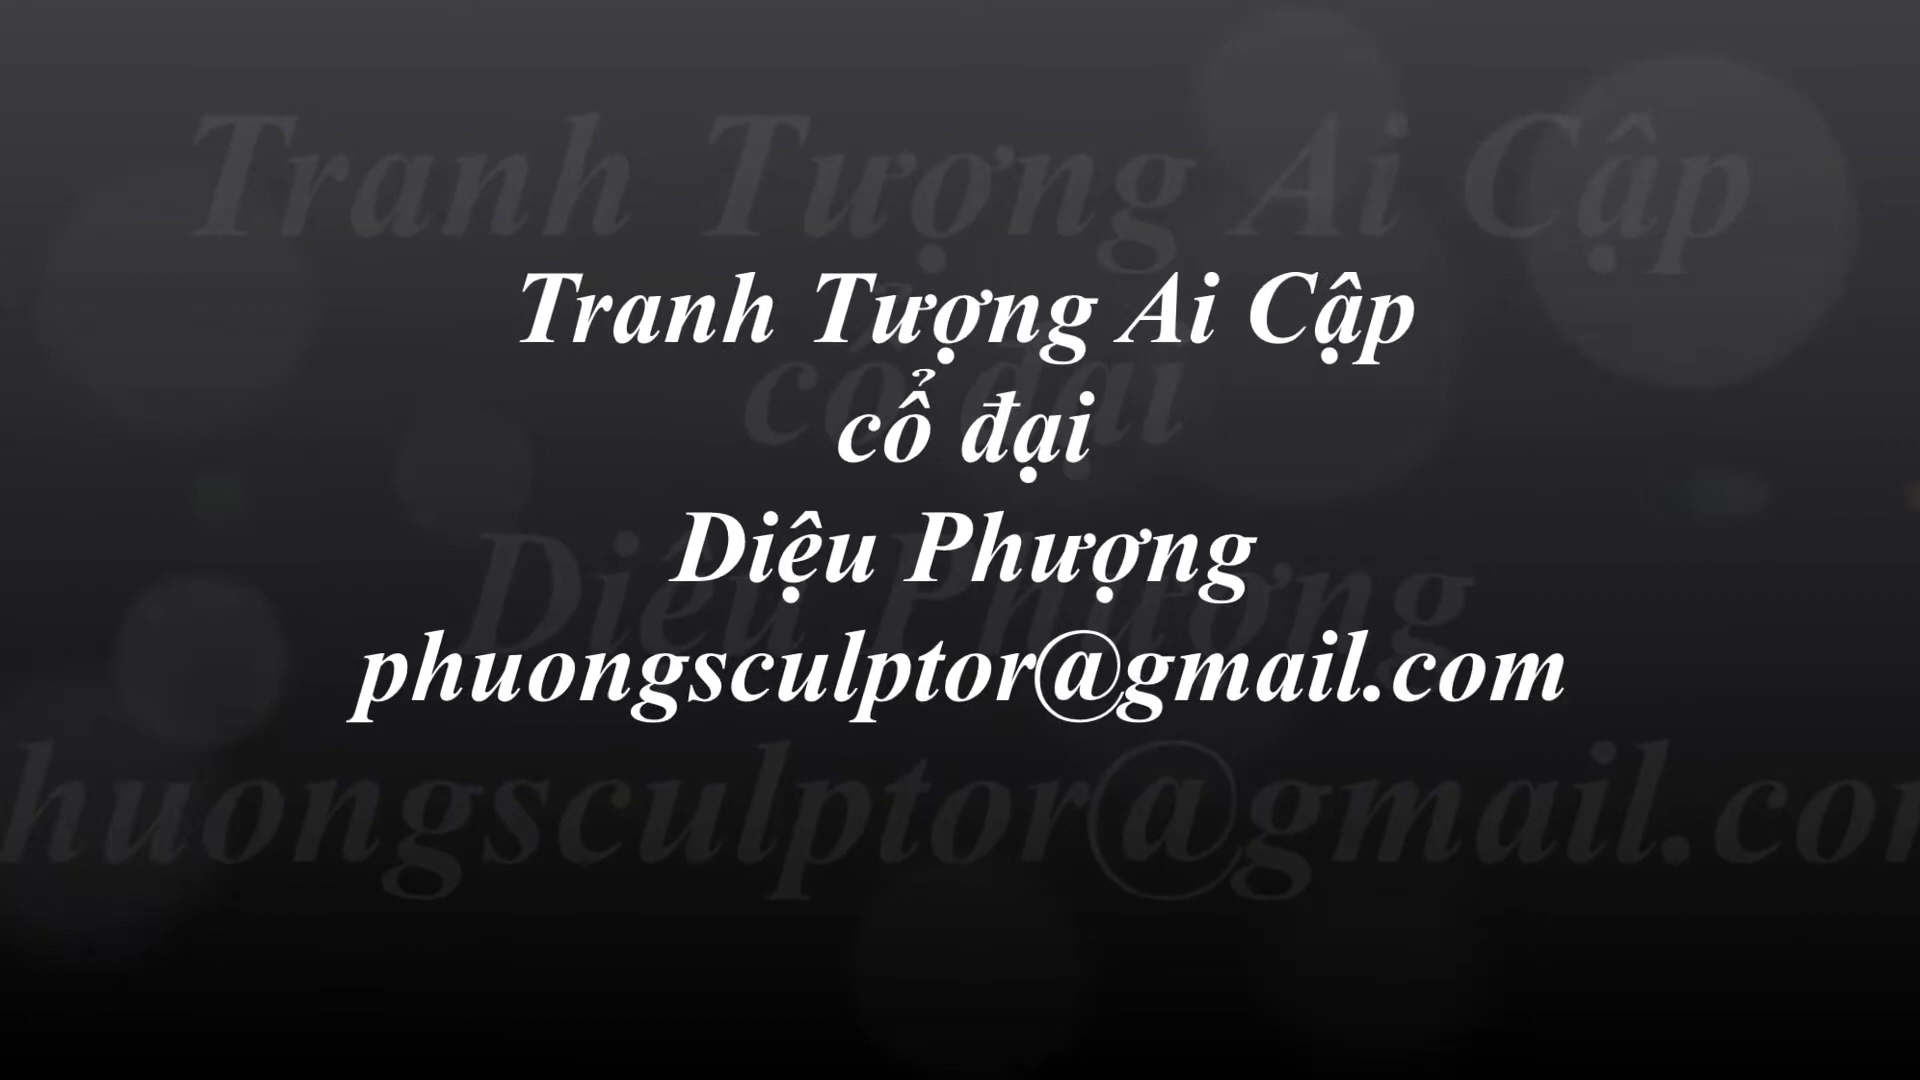 Tranh Tượng Ai Cập
cổ đại
Diệu Phượng
phuongsculptor@gmail.com